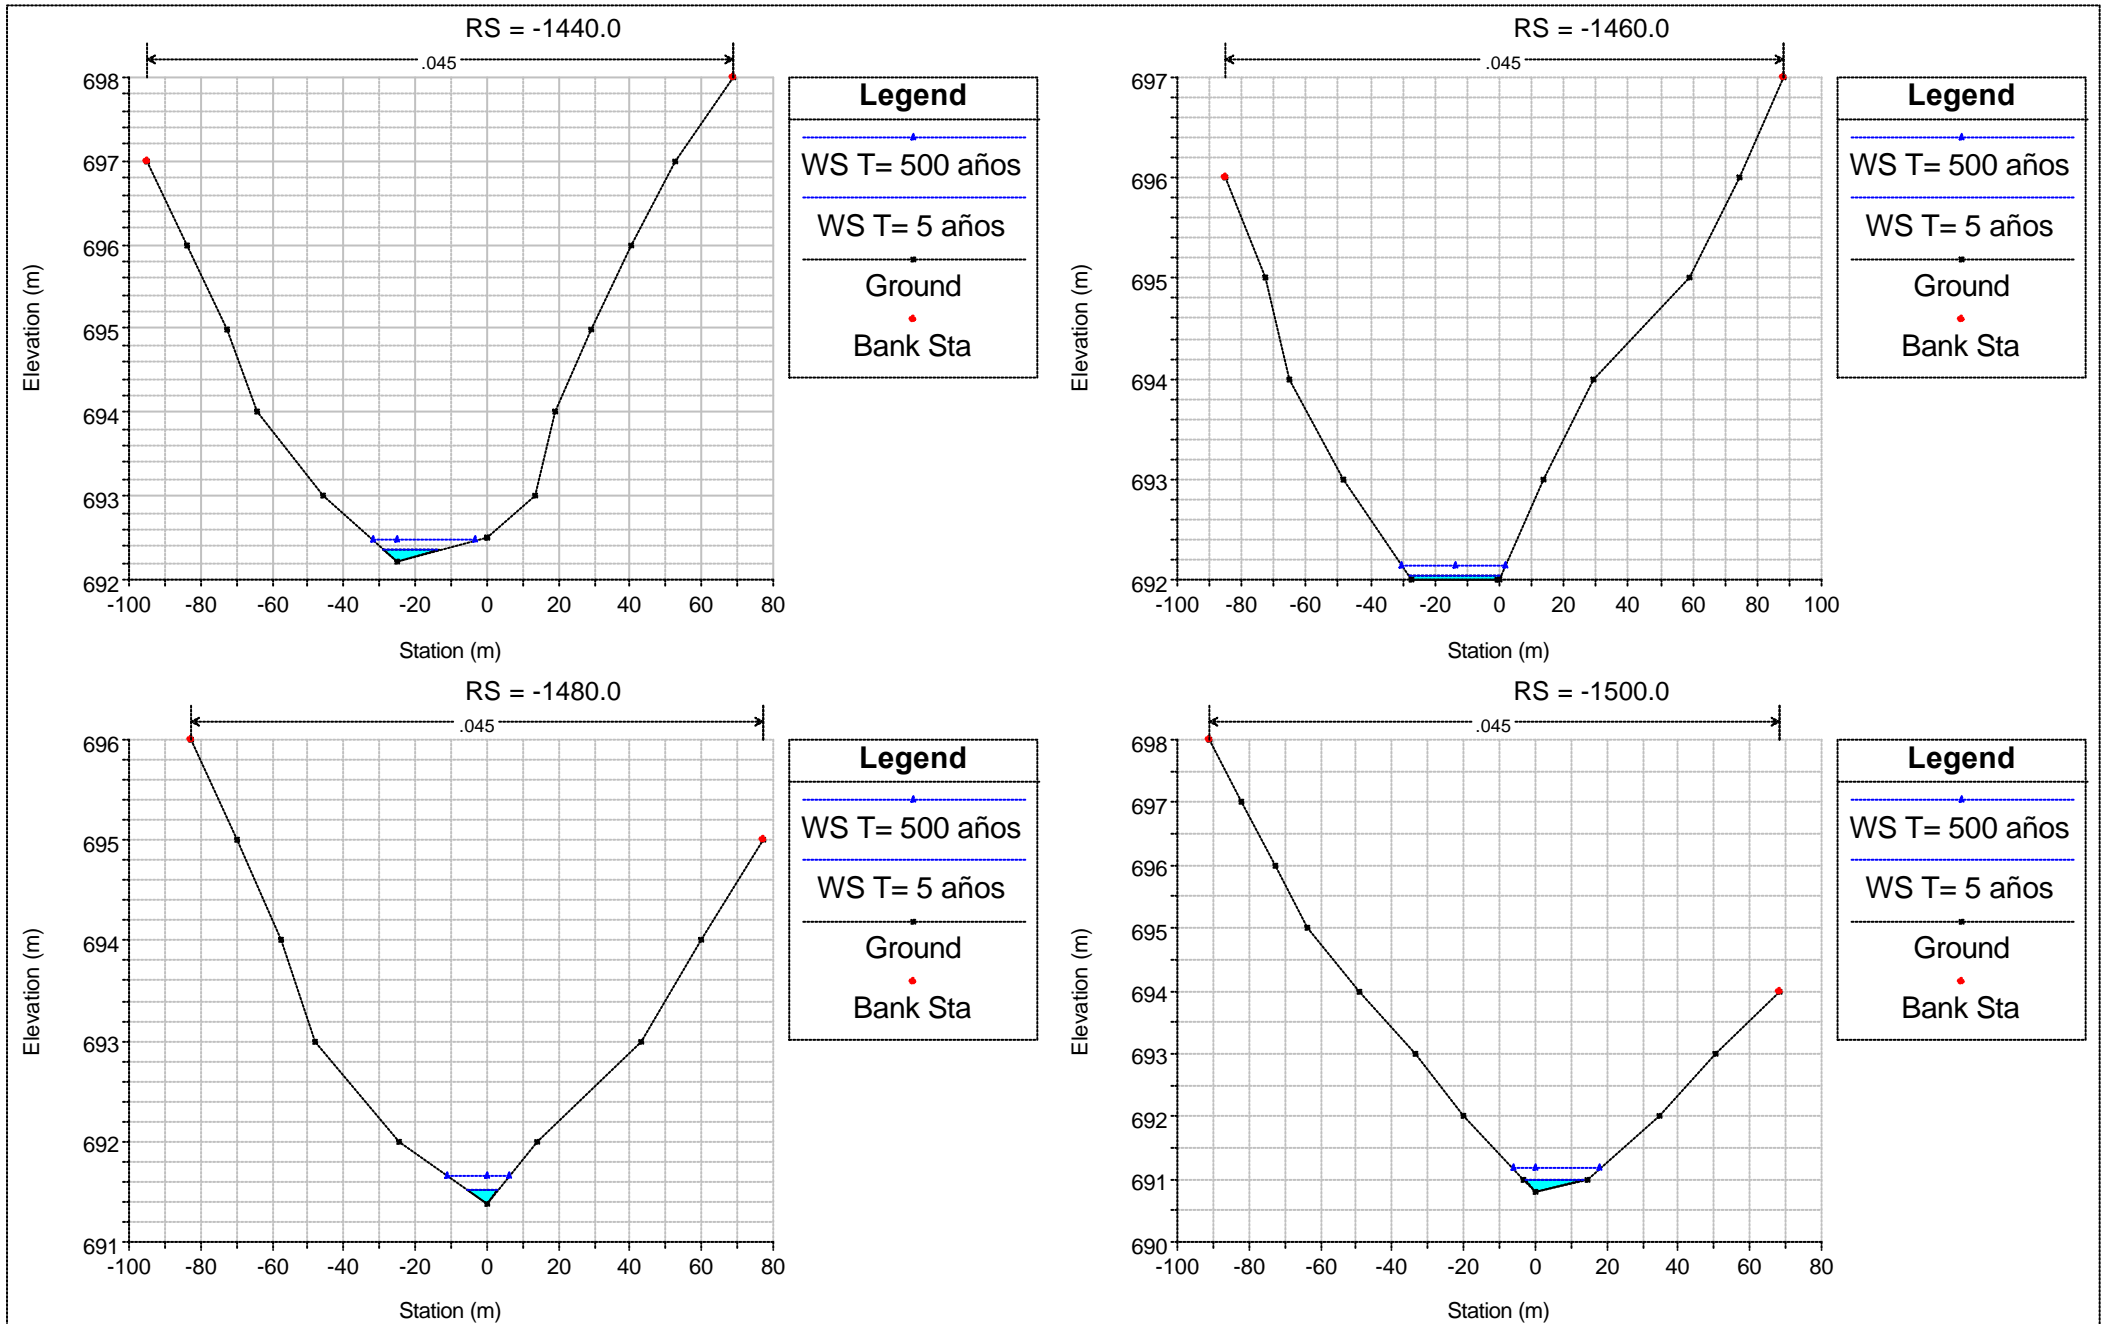 RS = -1440.0
.045
Elevation (m)
698
697
696
695
694
693
692
-100 -80 -60 -40 -20 0 20 40 60 80
Station (m)
Legend
WS T= 500 años
WS T= 5 años
Ground
Bank Sta
RS = -1460.0
.045
Elevation (m)
697
696
695
694
693
692
-100 -80 -60 -40 -20 0 20 40 60 80 100
Station (m)
Legend
WS T= 500 años
WS T= 5 años
Ground
Bank Sta
RS = -1480.0
.045
Elevation (m)
696
695
694
693
692
691
-100 -80 -60 -40 -20 0 20 40 60 80
Station (m)
Legend
WS T= 500 años
WS T= 5 años
Ground
Bank Sta
RS = -1500.0
.045
Elevation (m)
698
697
696
695
694
693
692
691
690
-100 -80 -60 -40 -20 0 20 40 60 80
Station (m)
Legend
WS T= 500 años
WS T= 5 años
Ground
Bank Sta